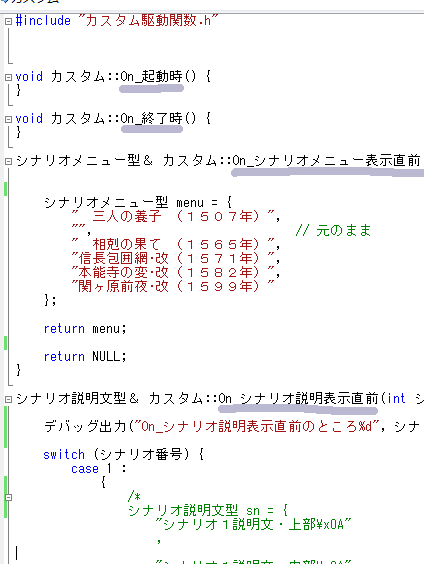 #include "カスタム駆動関数.h"
void カスタム::On_起動時() {
}
void カスタム::On_終了時() {
}
シナリオメニュー型＆ カスタム::On_シナリオメニュー表示直前
シナリオメニュー型 menu = {
"　三人の義子　（１５０７年）",
"", // 元のまま
"　相剋の果て　（１５６５年）",
"信長包囲網･改（１５７１年）",
"本能寺の変･改（１５８２年）",
"関ヶ原前夜･改（１５９９年）"
};
return menu;
return NULL;
}
シナリオ説明文型＆ カスタム::On_シナリオ説明表示直前(int シ
デバッグ出力("On_シナリオ説明表示直前のところ%d", シナ
switch (シナリオ番号) {
case 1 :
{
/*
シナリオ説明文型 sn = {
"シナリオ１説明文・上部¥x0A"
,